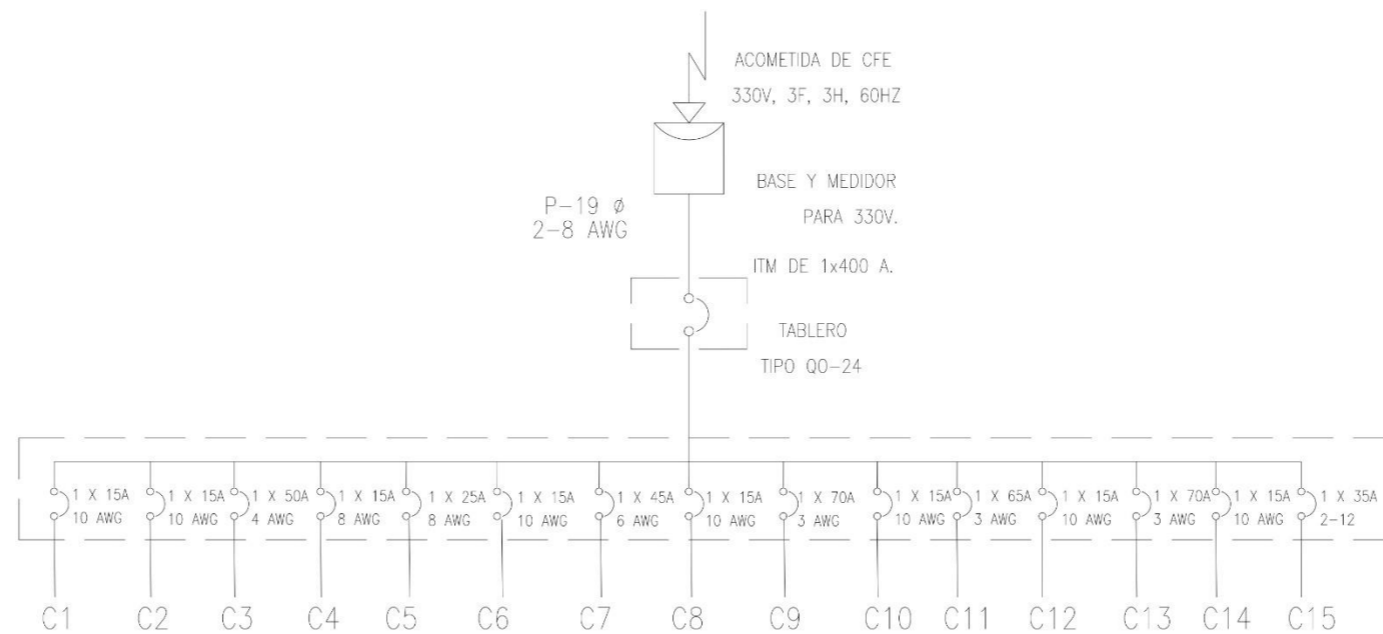 ACOMETIDA DE CFE
330V, 3F, 3H, 60HZ
BASE Y MEDIDOR
PARA 330V.
P-19 ø
2-8 AWG
ITM DE 1x400 A.
TABLERO
TIPO QO-24
1 X 15A
10 AWG
1 X 15A
10 AWG
1 X 50A
4 AWG
1 X 15A
8 AWG
1 X 25A
8 AWG
1 X 15A
10 AWG
1 X 45A
6 AWG
1 X 15A
10 AWG
1 X 70A
3 AWG
1 X 15A
10 AWG
1 X 65A
3 AWG
1 X 15A
10 AWG
1 X 70A
3 AWG
1 X 15A
10 AWG
1 X 35A
2-12
C1 C2 C3 C4 C5 C6 C7 C8 C9 C10 C11 C12 C13 C14 C15